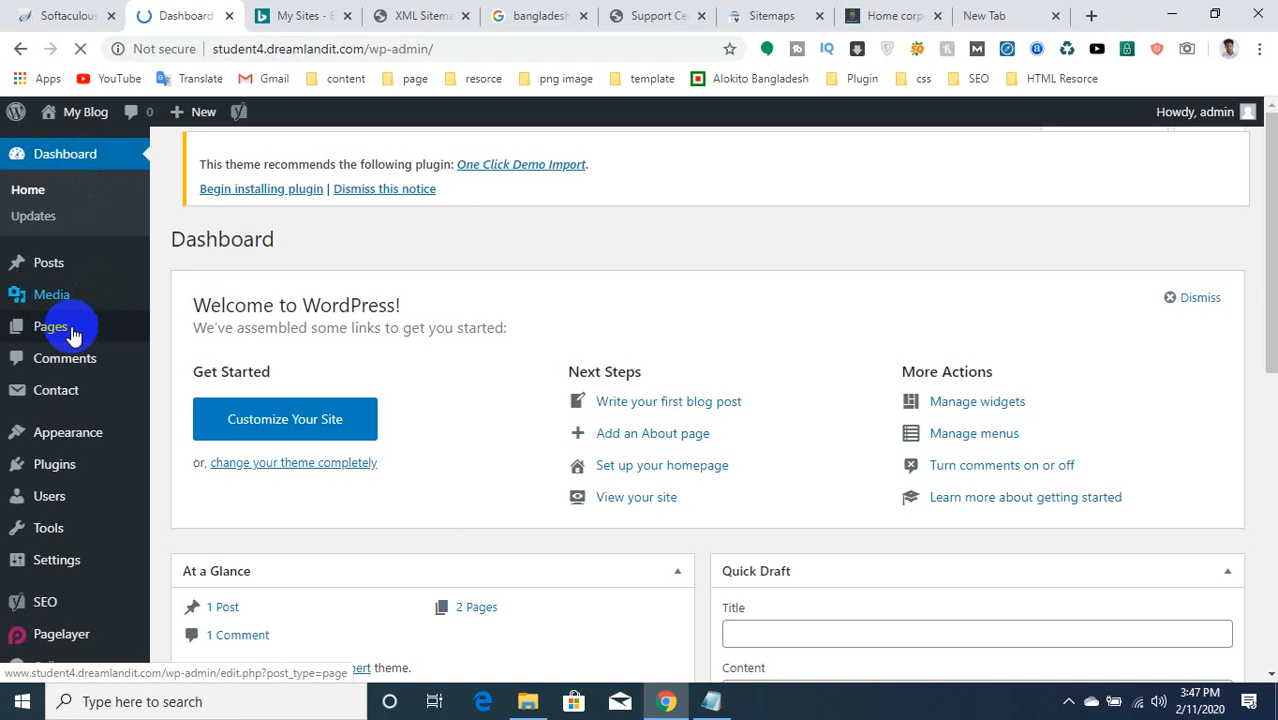 Softaculous
Dashboard
My Sites - B
XML Sitema
bangladesh
Support Ce
Sitemaps
Home corp
New Tab
Not secure
student4.dreamlandit.com/wp-admin/
Apps
YouTube
Translate
Gmail
content
page
resorce
png image
template
Alokito Bangladesh
Plugin
css
SEO
HTML Resorce
My Blog
0
New
Howdy, admin
Dashboard
Home
Updates
Posts
Media
Pages
Comments
Contact
Appearance
Plugins
Users
Tools
Settings
SEO
Pagelayer
This theme recommends the following plugin: One Click Demo Import.
Begin installing plugin | Dismiss this notice
Dashboard
Welcome to WordPress!
Dismiss
We've assembled some links to get you started:
Get Started
Customize Your Site
or, change your theme completely
Next Steps
Write your first blog post
Add an About page
Set up your homepage
View your site
More Actions
Manage widgets
Manage menus
Turn comments on or off
Learn more about getting started
At a Glance
1 Post
2 Pages
1 Comment
theme.
Quick Draft
Title
Content
www.student4.dreamlandit.com/wp-admin/edit.php?post_type=page
Type here to search
3:47 PM
2/11/2020